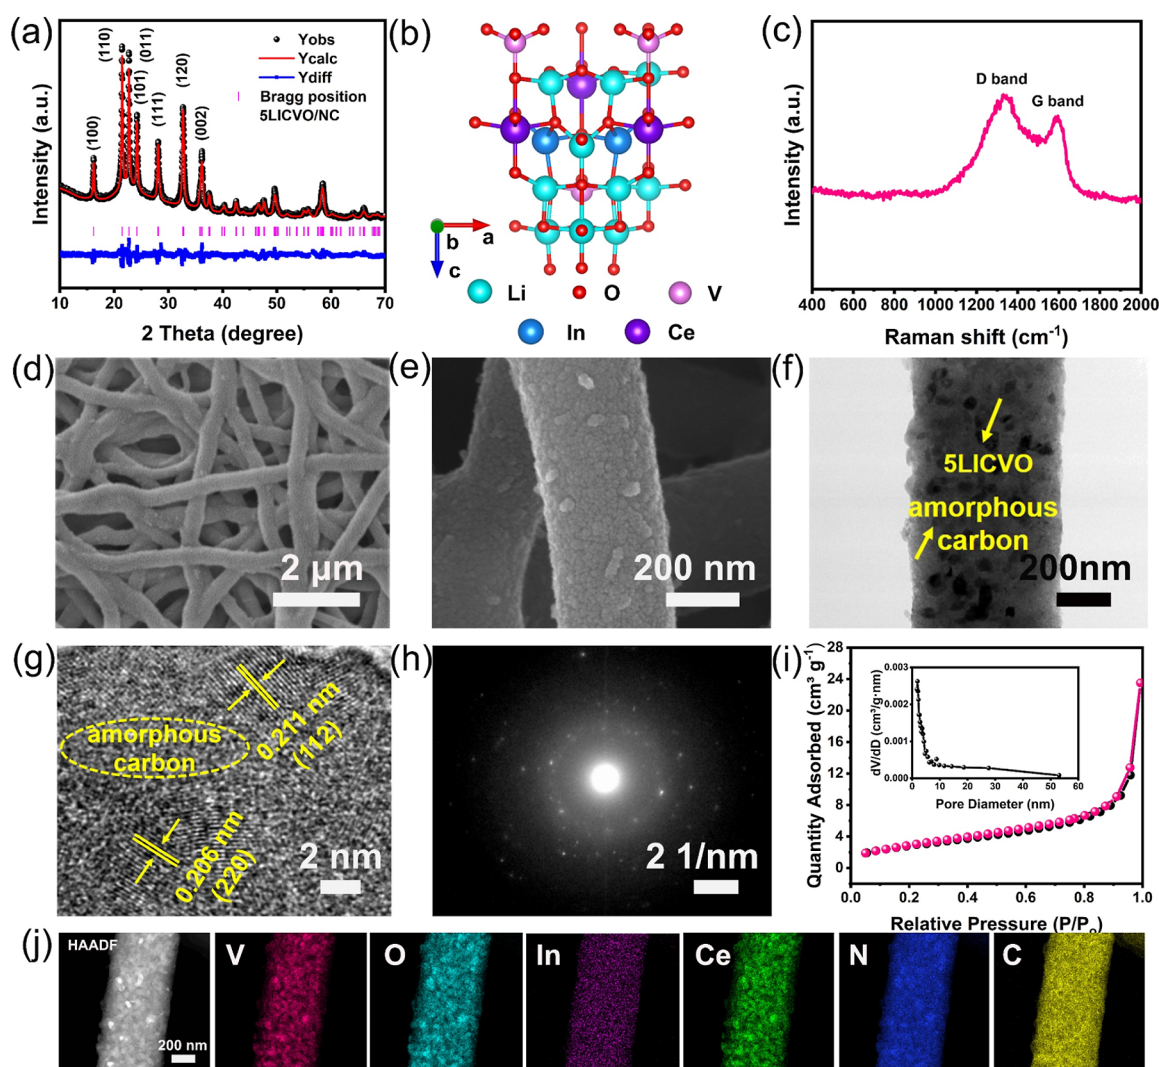 (a)
Intensity (a.u.)
(100)
(110)
(011)
(101)
(111)
(120)
(002)
Yobs
Ycalc
Ydiff
Bragg position
5LICVO/NC
10 20 30 40 50 60 70
2 Theta (degree)
(b)
a
b
c
Li O V
In Ce
(c)
Intensity (a.u.)
D band
G band
400 600 800 1000 1200 1400 1600 1800 2000
Raman shift (cm⁻¹)
(d)
2 μm
(e)
200 nm
(f)
5LICVO
amorphous
carbon
200nm
(g)
0.211 nm
(112)
amorphous
carbon
0.206 nm
(220)
2 nm
(h)
2 1/nm
(i)
Quantity Adsorbed (cm³ g⁻¹)
28
24
20
16
12
8
4
0
0.0 0.2 0.4 0.6 0.8 1.0
Relative Pressure (P/Pₒ)
dV/dD (cm³/g·nm)
0.003
0.002
0.001
0.000
0 10 20 30 40 50 60
Pore Diameter (nm)
(j)
HAADF
200 nm
V
O
In
Ce
N
C